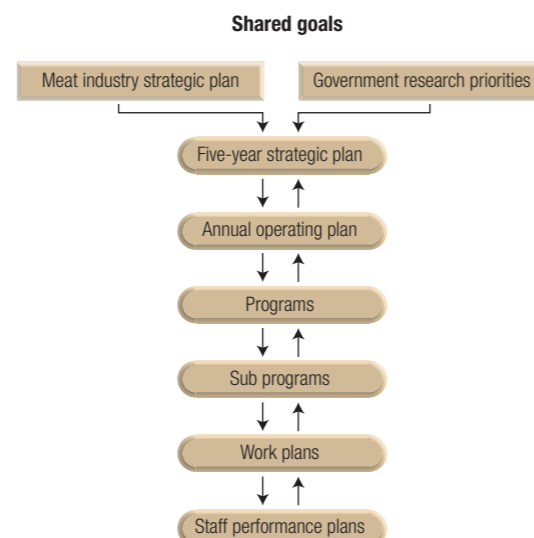 Shared goals
Meat industry strategic plan
Government research priorities
Five-year strategic plan
Annual operating plan
Programs
Sub programs
Work plans
Staff performance plans